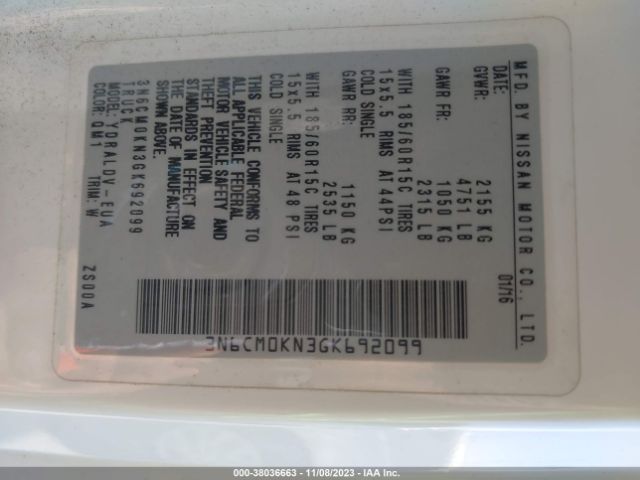 MFD. BY NISSAN MOTOR CO., LTD.
DATE: 01/16
GVWR: 2155 KG
4751 LB
GAWR FR: 1050 KG
2315 LB
WITH 185/60R15C TIRES
15x5.5 RIMS AT 44PSI
COLD SINGLE
GAWR RR: 1150 KG
2535 LB
WITH 185/60R15C TIRES
15x5.5 RIMS AT 48 PSI
COLD SINGLE
THIS VEHICLE CONFORMS TO
ALL APPLICABLE FEDERAL
MOTOR VEHICLE SAFETY AND
THEFT PREVENTION
STANDARDS IN EFFECT ON
THE DATE OF MANUFACTURE
SHOWN ABOVE.
3N6CM0KN3GK692099
TRUCK
MODEL: YDRALDV-EUA
COLOR: QM1 TRIM: W
ZS00A
3N6CM0KN3GK692099
000-38036663 - 11/08/2023 - IAA Inc.